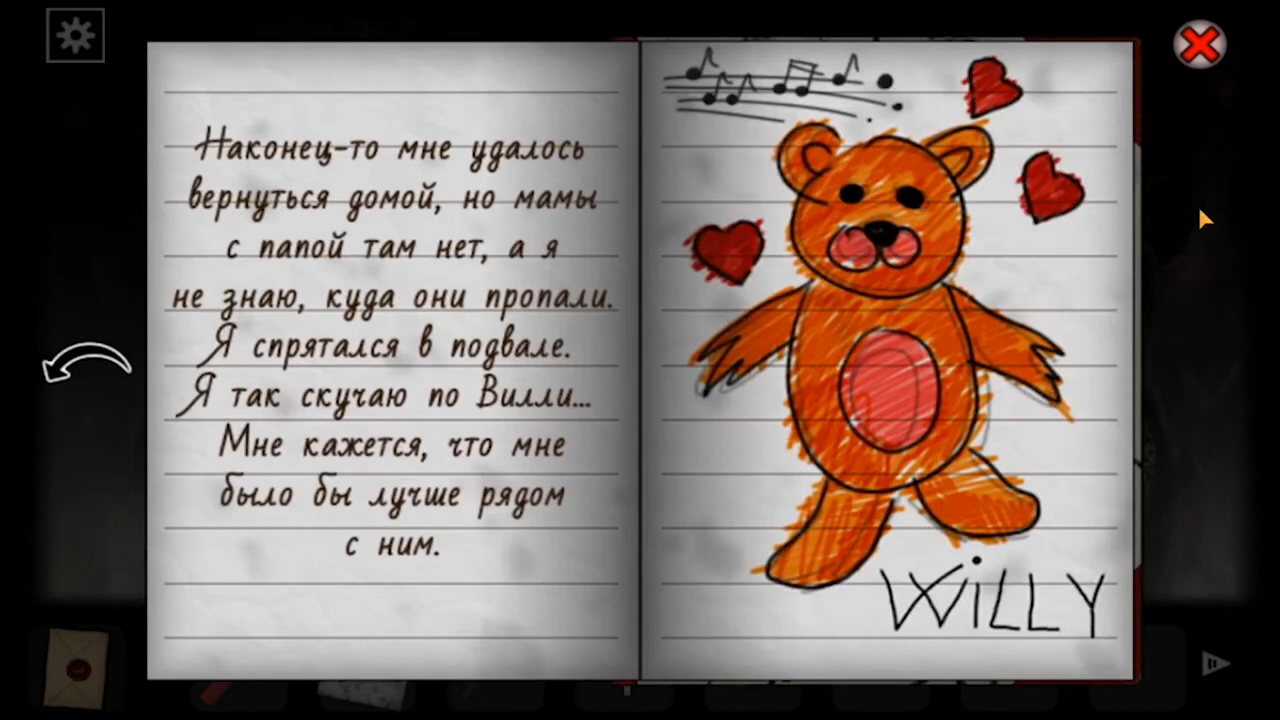 Наконец-то мне удалось
вернуться домой, но мамы
с папой там нет, а я
не знаю, куда они пропали.
Я спрятался в подвале.
Я так скучаю по Вилли...
Мне кажется, что мне
было бы лучше рядом
с ним.
WiLLY